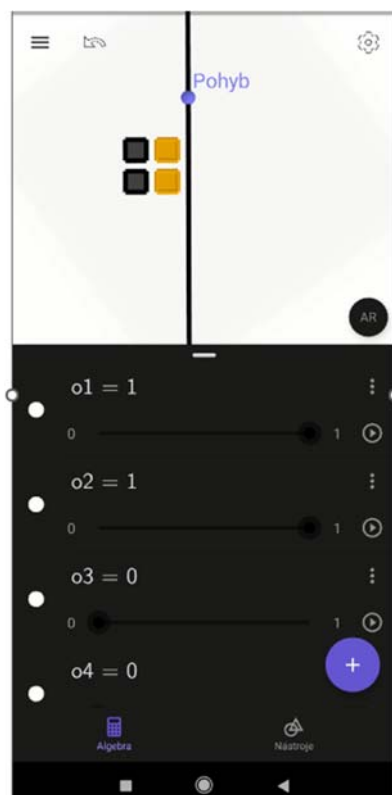 Pohyb
AR
o1 = 1
0 1
o2 = 1
0 1
o3 = 0
0 1
o4 = 0
+
Algebra Nástroje